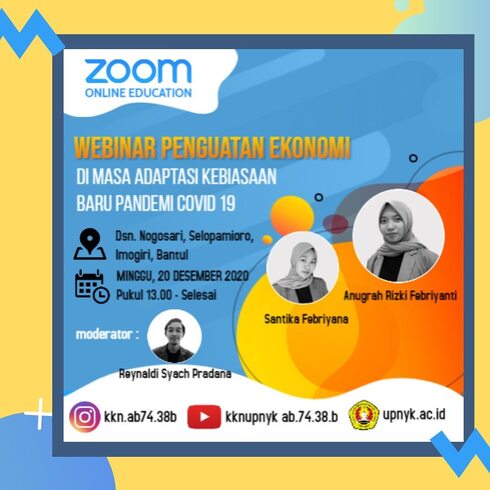 zoom
ONLINE EDUCATION
WEBINAR PENGUATAN EKONOMI
DI MASA ADAPTASI KEBIASAAN
BARU PANDEMI COVID 19
Dsn. Nogosari, Selopamioro,
Imogiri, Bantul
MINGGU, 20 DESEMBER 2020
Pukul 13.00 - Selesai
Anugrah Rizki Febriyanti
Santika Febriyana
moderator :
Reynaldi Syach Pradana
kkn.ab74.38b
kknupnyk ab.74.38.b
upnyk.ac.id